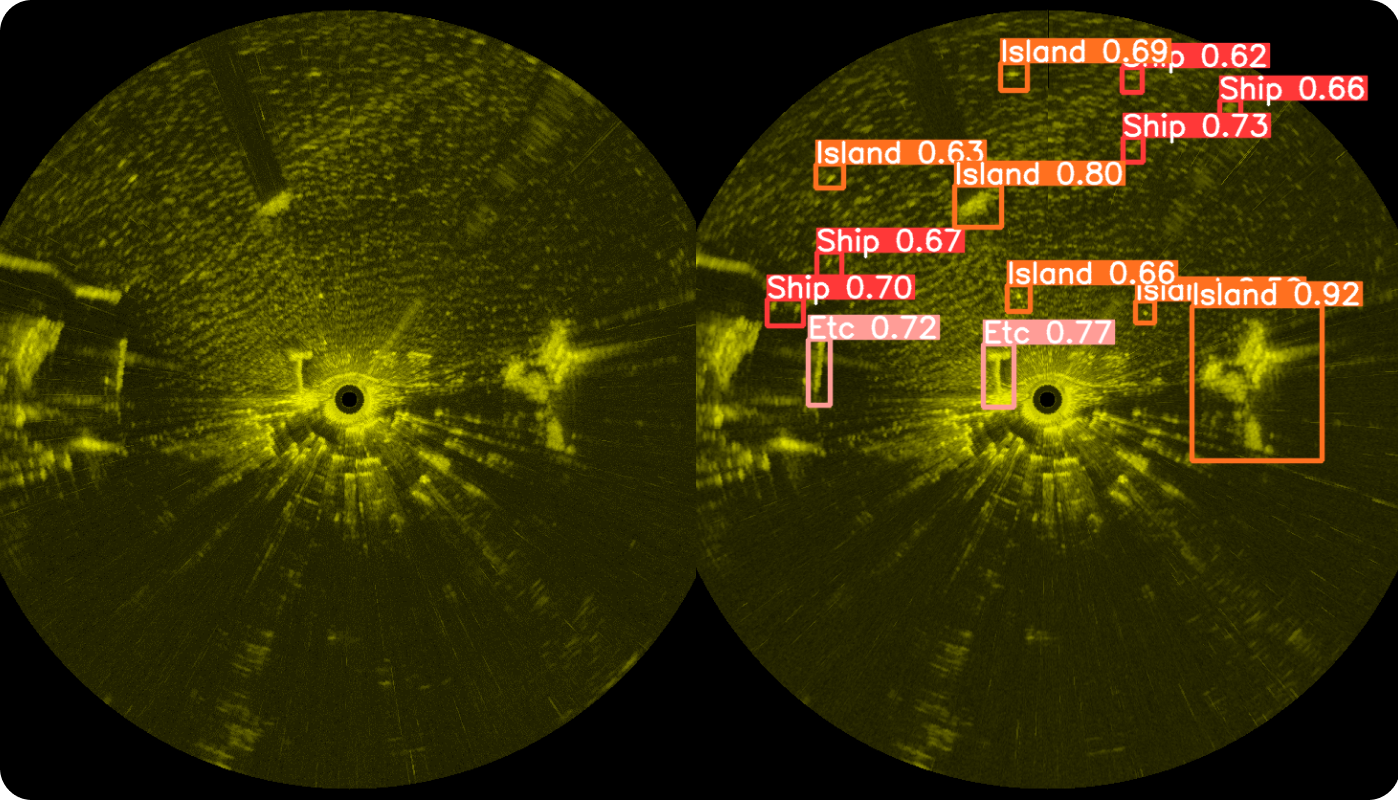 Island 0.69
Ship 0.62
Ship 0.66
Ship 0.73
Island 0.63
Island 0.80
Ship 0.67
Island 0.66
Ship 0.70
Island 0.92
Etc 0.72
Etc 0.77